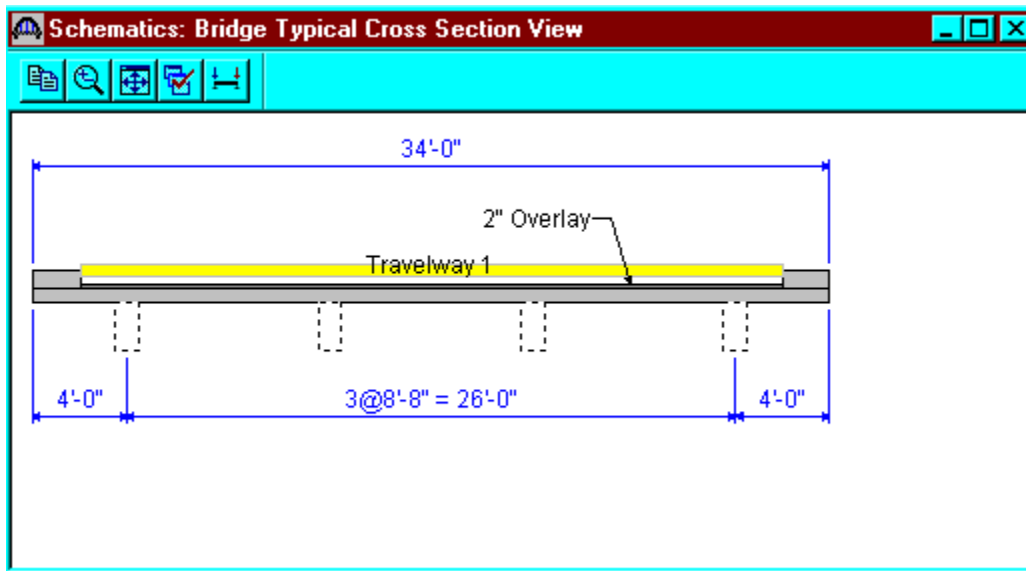 Schematics: Bridge Typical Cross Section View
34'-0"
2" Overlay
Travelway 1
4'-0"
3@8'-8" = 26'-0"
4'-0"